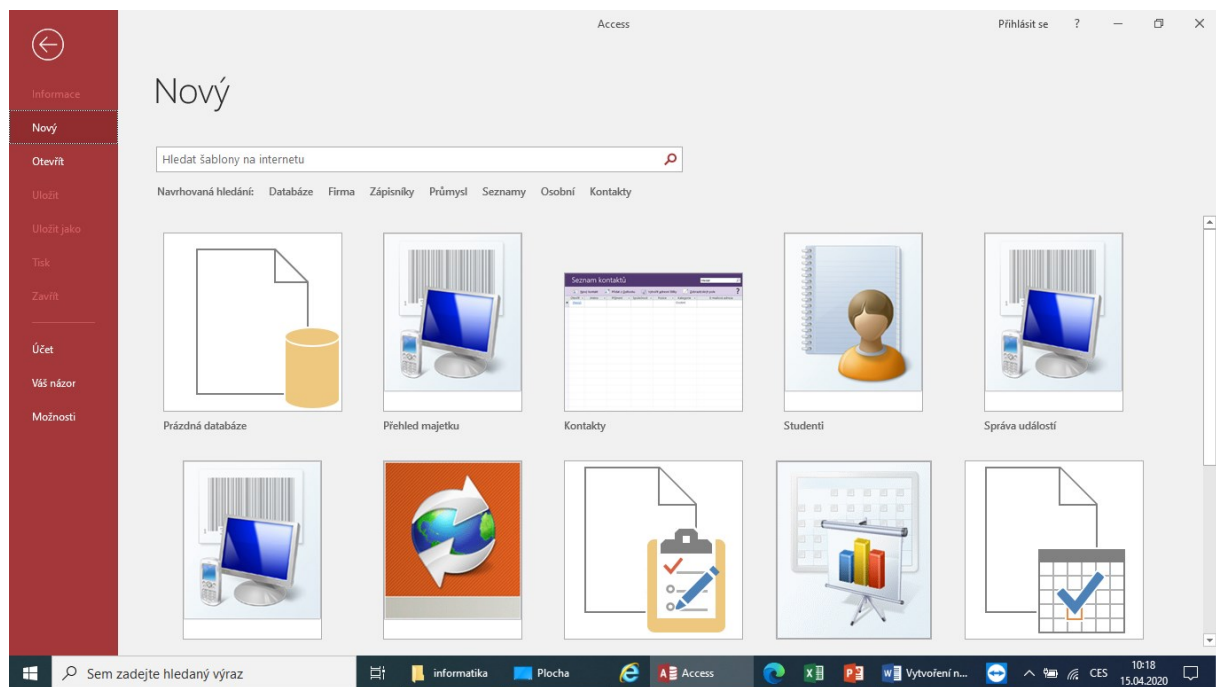 Access
Přihlásit se ?
Informace
Nový
Otevřít
Uložit
Uložit jako
Tisk
Zavřít
Účet
Váš názor
Možnosti
Nový
Hledat šablony na internetu
Navrhovaná hledání: Databáze Firma Zápisníky Průmysl Seznamy Osobní Kontakty
Seznam kontaktů
Prázdná databáze
Přehled majetku
Kontakty
Studenti
Správa událostí
Sem zadejte hledaný výraz
informatika
Plocha
Access
Vytvoření n...
CES
10:18
15.04.2020